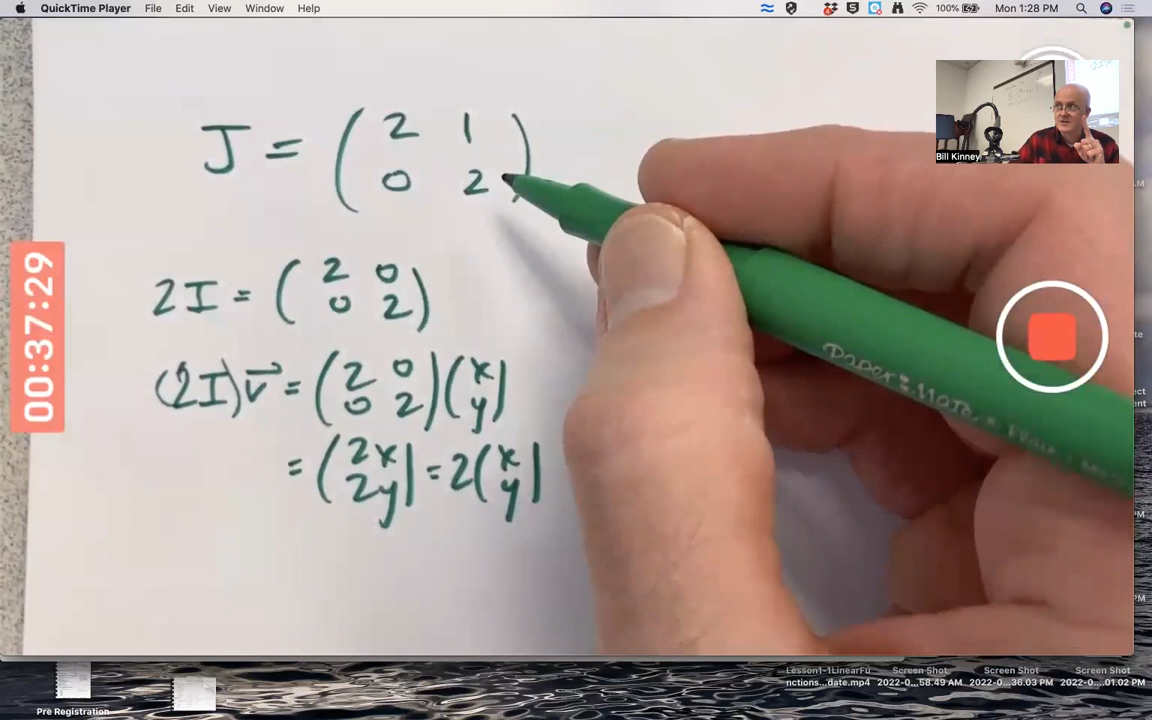 QuickTime Player File Edit View Window Help 100% Mon 1:28 PM
Bill Kinney
00:37:29
J = ( 2 1
0 2 )
2I = ( 2 0
0 2 )
(2I)v⃗ = ( 2 0
0 2 ) ( x
y )
= ( 2x
2y ) = 2 ( x
y )
Lesson1-1LinearFu
nctions...date.mp4
Screen Shot
2022-0...58.49 AM
Screen Shot
2022-0...36.03 PM
Screen Shot
2022-0....01.02 PM
Pre Registration